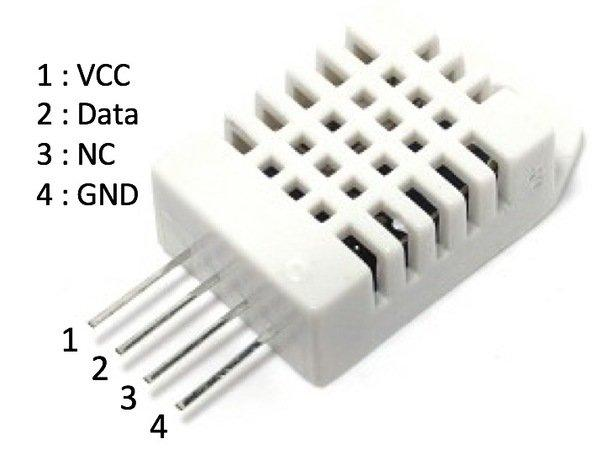 1 : VCC
2 : Data
3 : NC
4 : GND
1
2
3
4